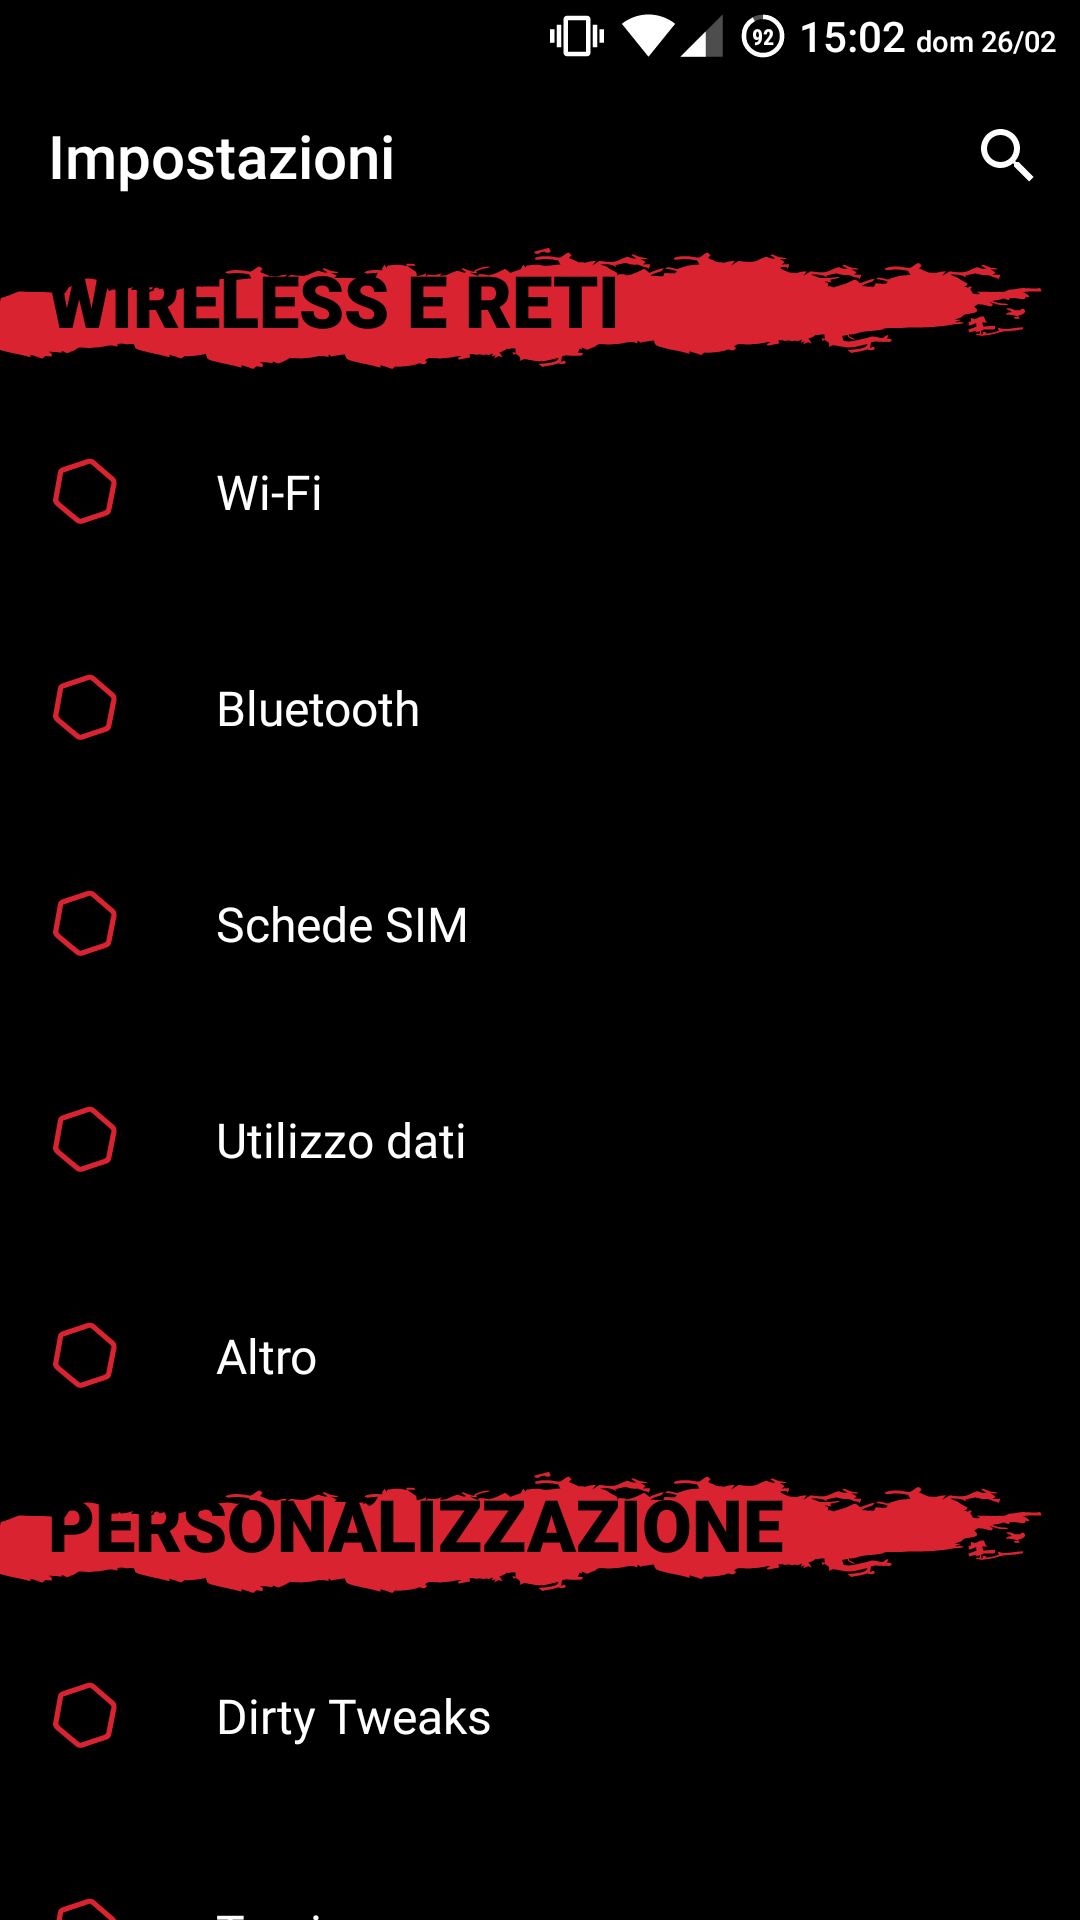 92 15:02 dom 26/02
Impostazioni
WIRELESS E RETI
Wi-Fi
Bluetooth
Schede SIM
Utilizzo dati
Altro
PERSONALIZZAZIONE
Dirty Tweaks